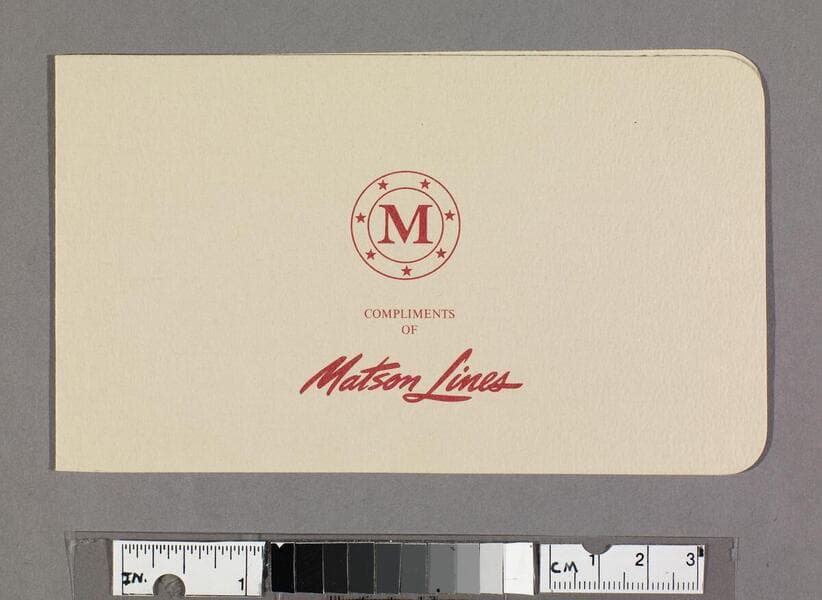 M
COMPLIMENTS
OF
Matson Lines
IN. 1
CM 1 2 3